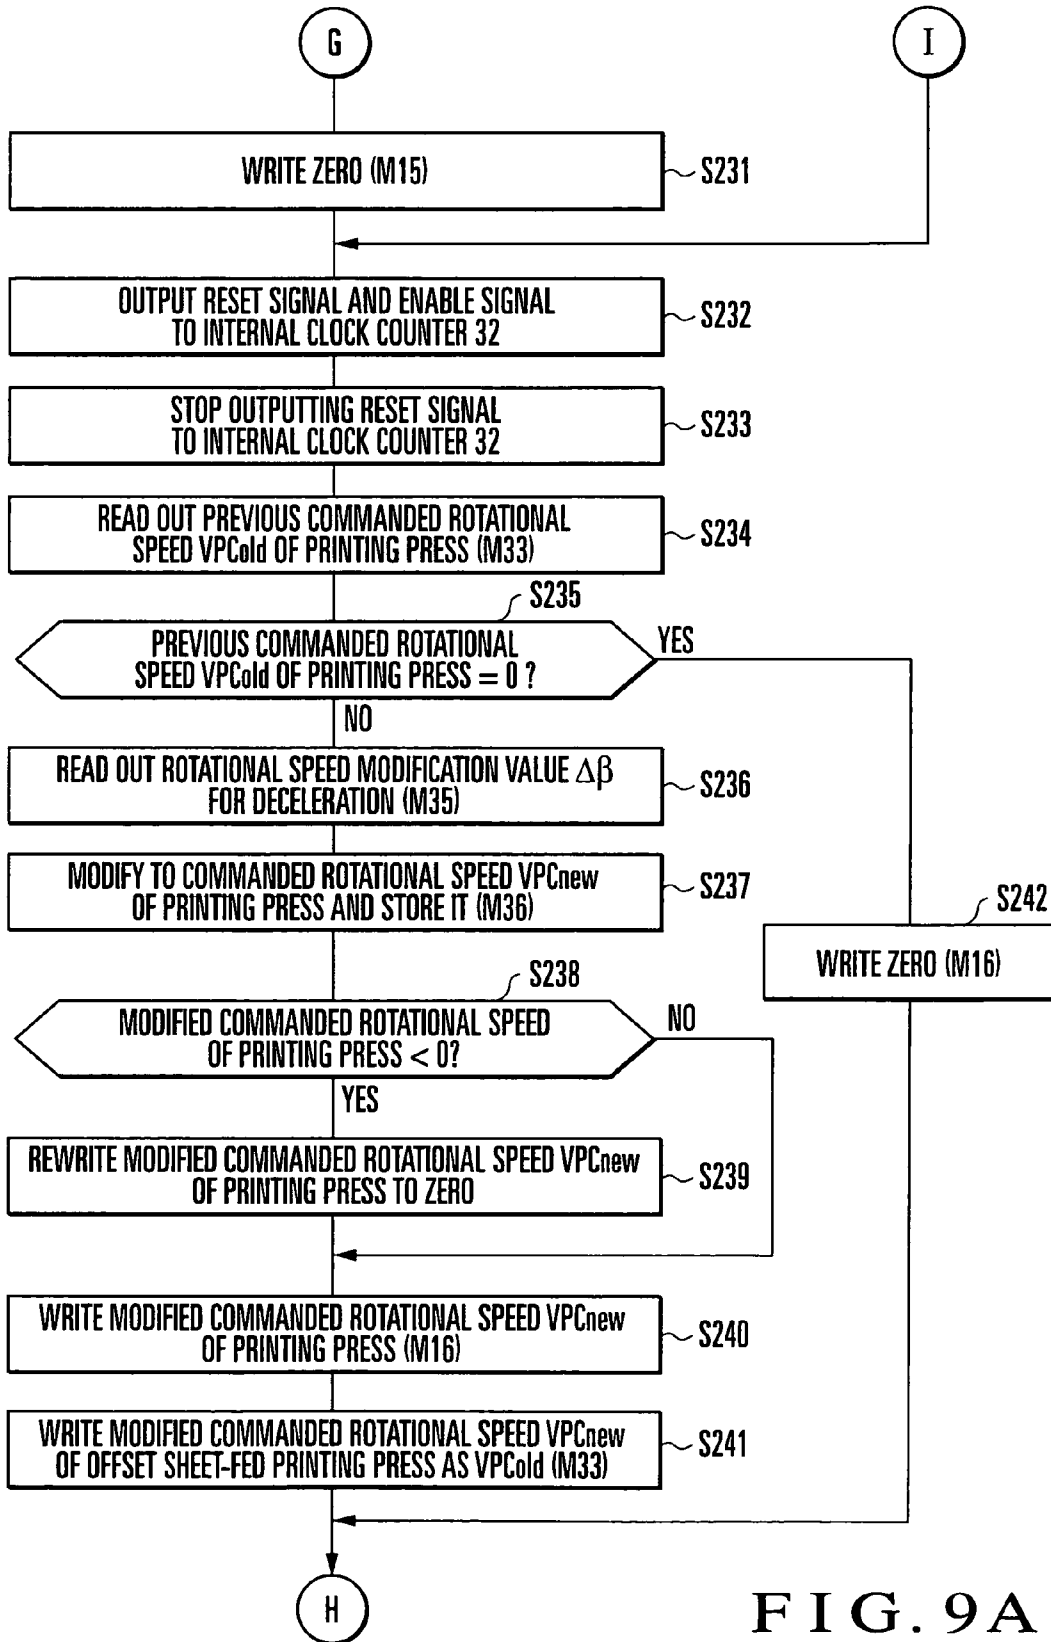 G
I
WRITE ZERO (M15)
S231
OUTPUT RESET SIGNAL AND ENABLE SIGNAL
TO INTERNAL CLOCK COUNTER 32
S232
STOP OUTPUTTING RESET SIGNAL
TO INTERNAL CLOCK COUNTER 32
S233
READ OUT PREVIOUS COMMANDED ROTATIONAL
SPEED VPCold OF PRINTING PRESS (M33)
S234
S235
PREVIOUS COMMANDED ROTATIONAL
SPEED VPCold OF PRINTING PRESS = 0 ?
YES
NO
READ OUT ROTATIONAL SPEED MODIFICATION VALUE Δβ
FOR DECELERATION (M35)
S236
MODIFY TO COMMANDED ROTATIONAL SPEED VPCnew
OF PRINTING PRESS AND STORE IT (M36)
S237
S242
WRITE ZERO (M16)
S238
MODIFIED COMMANDED ROTATIONAL SPEED
OF PRINTING PRESS < 0?
NO
YES
REWRITE MODIFIED COMMANDED ROTATIONAL SPEED VPCnew
OF PRINTING PRESS TO ZERO
S239
WRITE MODIFIED COMMANDED ROTATIONAL SPEED VPCnew
OF PRINTING PRESS (M16)
S240
WRITE MODIFIED COMMANDED ROTATIONAL SPEED VPCnew
OF OFFSET SHEET-FED PRINTING PRESS AS VPCold (M33)
S241
H
FIG. 9A